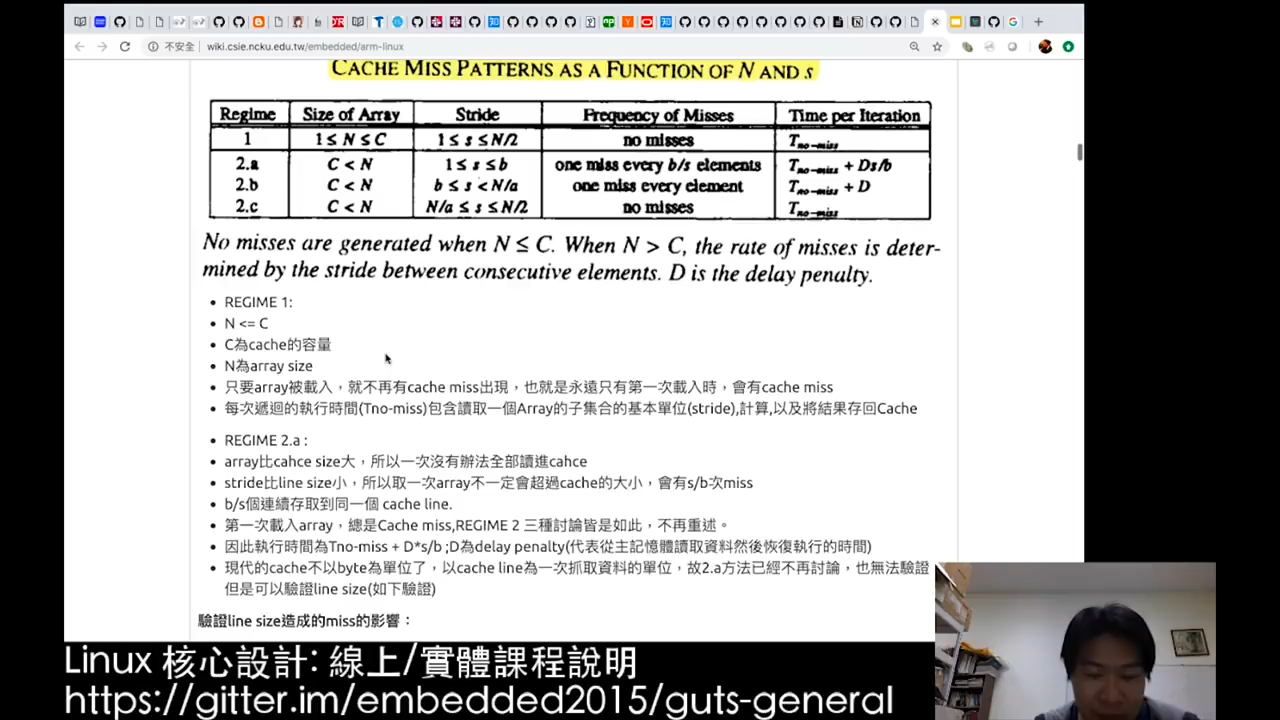 不安全 wiki.csie.ncku.edu.tw/embedded/arm-linux
CACHE MISS PATTERNS AS A FUNCTION OF N AND s
Regime Size of Array Stride Frequency of Misses Time per Iteration
1 1 ≤ N ≤ C 1 ≤ s ≤ N/2 no misses Tno-miss
2.a C < N 1 ≤ s ≤ b one miss every b/s elements Tno-miss + Ds/b
2.b C < N b ≤ s < N/a one miss every element Tno-miss + D
2.c C < N N/a ≤ s ≤ N/2 no misses Tno-miss
No misses are generated when N ≤ C. When N > C, the rate of misses is deter-
mined by the stride between consecutive elements. D is the delay penalty.
• REGIME 1:
• N <= C
• C為cache的容量
• N為array size
• 只要array被載入，就不再有cache miss出現，也就是永遠只有第一次載入時，會有cache miss
• 每次遞迴的執行時間(Tno-miss)包含讀取一個Array的子集合的基本單位(stride),計算,以及將結果存回Cache
• REGIME 2.a :
• array比cahce size大，所以一次沒有辦法全部讀進cahce
• stride比line size小，所以取一次array不一定會超過cache的大小，會有s/b次miss
• b/s個連續存取到同一個 cache line.
• 第一次載入array，總是Cache miss,REGIME 2 三種討論皆是如此，不再重述。
• 因此執行時間為Tno-miss + D*s/b ;D為delay penalty(代表從主記憶體讀取資料然後恢復執行的時間)
• 現代的cache不以byte為單位了，以cache line為一次抓取資料的單位，故2.a方法已經不再討論，也無法驗證
但是可以驗證line size(如下驗證)
驗證line size造成的miss的影響：
Linux 核心設計: 線上/實體課程說明
https://gitter.im/embedded2015/guts-general